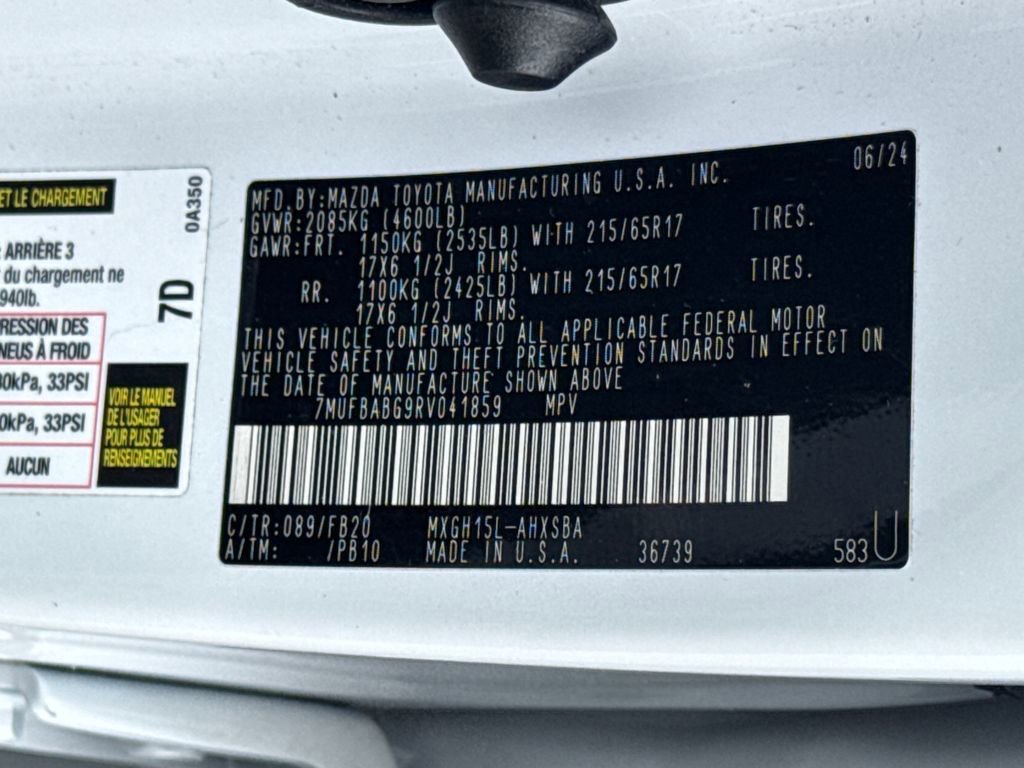 ET LE CHARGEMENT
0A350
ARRIÈRE 3
du chargement ne
940lb.
7D
RESSION DES
NEUS À FROID
0kPa, 33PSI
0kPa, 33PSI
AUCUN
VOIR LE MANUEL
DE L'USAGER
POUR PLUS DE
RENSEIGNEMENTS
06/24
MFD.BY:MAZDA TOYOTA MANUFACTURING U.S.A. INC.
GVWR:2085KG (4600LB)
GAWR:FRT. 1150KG (2535LB) WITH 215/65R17 TIRES.
17X6 1/2J RIMS.
RR. 1100KG (2425LB) WITH 215/65R17 TIRES.
17X6 1/2J RIMS.
THIS VEHICLE CONFORMS TO ALL APPLICABLE FEDERAL MOTOR
VEHICLE SAFETY AND THEFT PREVENTION STANDARDS IN EFFECT ON
THE DATE OF MANUFACTURE SHOWN ABOVE
7MUFBABG9RV041859 MPV
C/TR:089/FB20 MXGH15L-AHXSBA
A/TM: /PB10 MADE IN U.S.A. 36739 583U